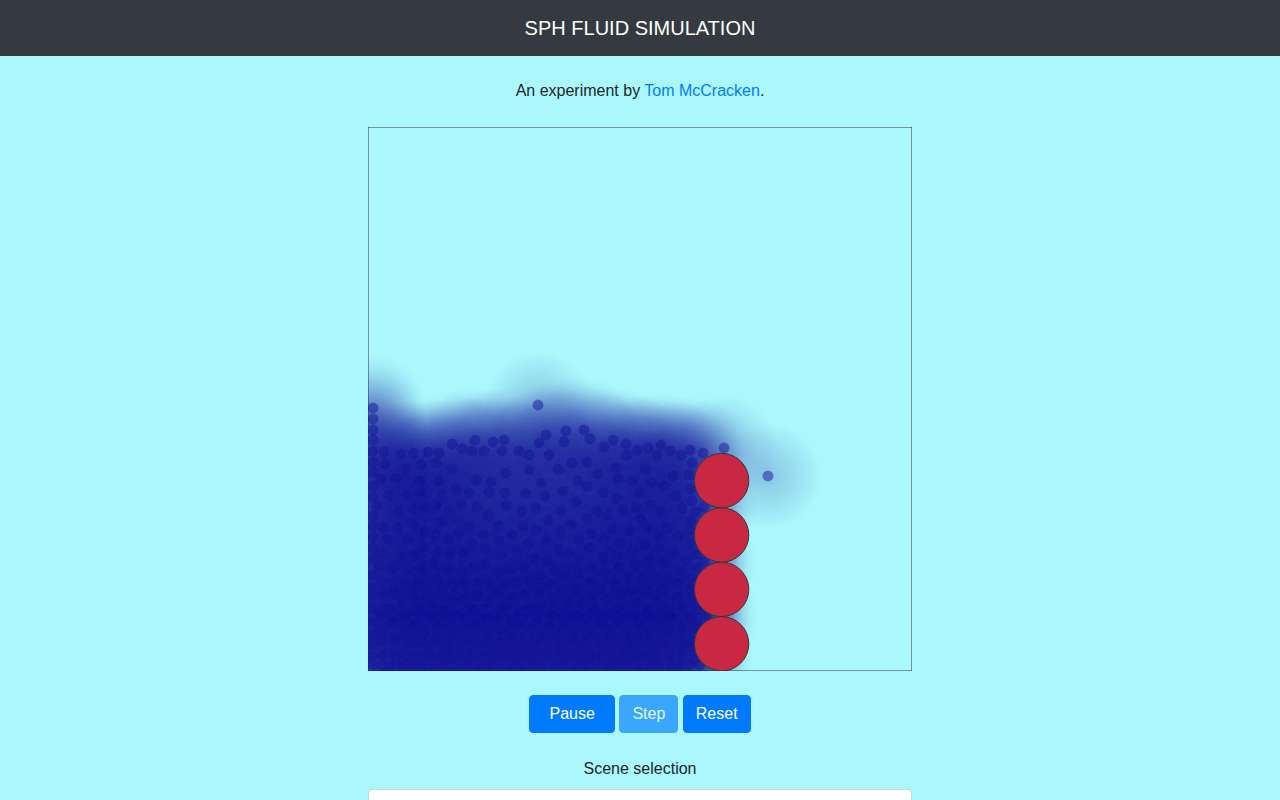 SPH FLUID SIMULATION
An experiment by Tom McCracken.
Pause Step Reset
Scene selection